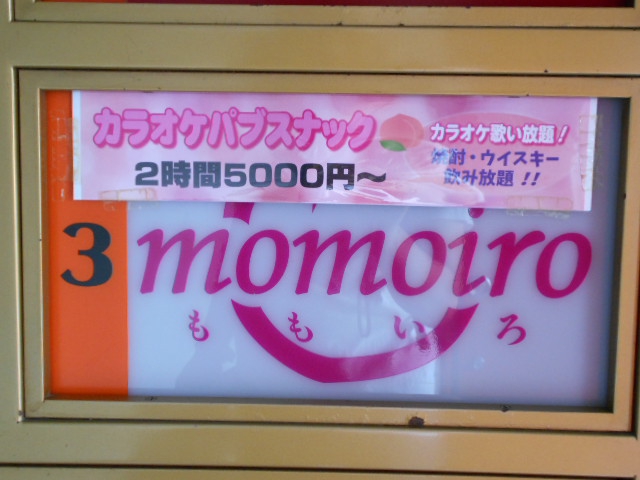 カラオケパブスナック
2時間5000円～
カラオケ歌い放題!
焼酎・ウイスキー
飲み放題!!
3
momoiro
ももいろ